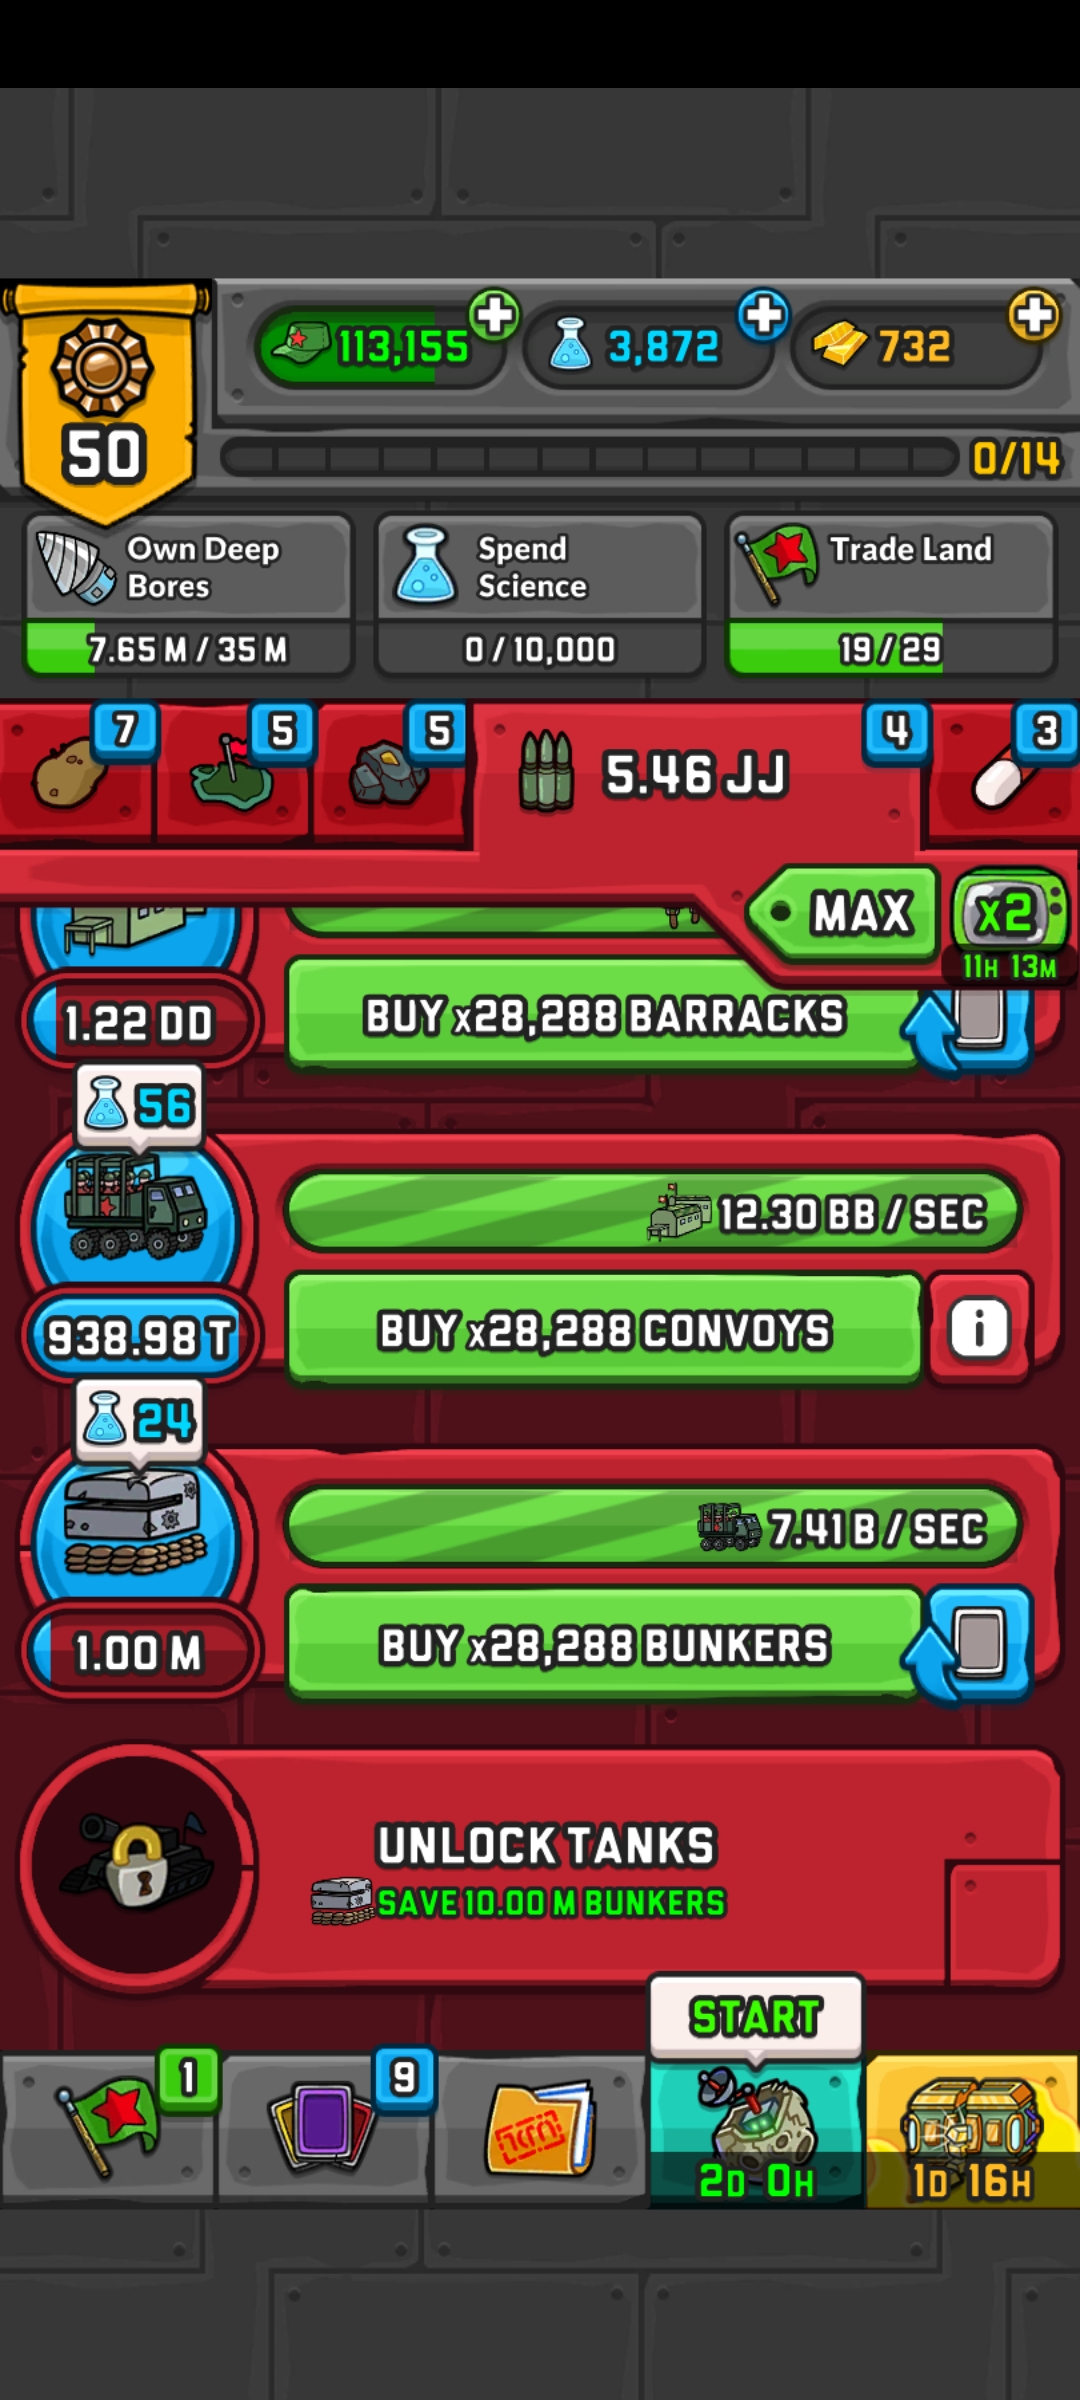 113,155
3,872
732
50
0/14
Own Deep
Bores
7.65 M / 35 M
Spend
Science
0 / 10,000
Trade Land
19 / 29
7
5
5
5.46 JJ
4
3
MAX
x2
11H 13M
1.22 DD
BUY x28,288 BARRACKS
56
12.30 BB / SEC
938.98 T
BUY x28,288 CONVOYS
i
24
7.41 B / SEC
1.00 M
BUY x28,288 BUNKERS
UNLOCK TANKS
SAVE 10.00 M BUNKERS
START
1
9
2D 0H
1D 16H